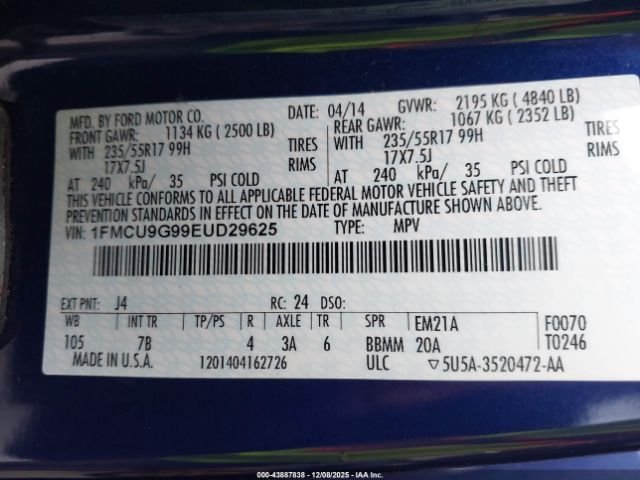 MFD. BY FORD MOTOR CO. DATE: 04/14 GVWR: 2195 KG ( 4840 LB)
FRONT GAWR: 1134 KG ( 2500 LB) REAR GAWR: 1067 KG ( 2352 LB)
WITH 235/55R17 99H TIRES WITH 235/55R17 99H TIRES
17X7.5J RIMS 17X7.5J RIMS
AT 240 kPa/ 35 PSI COLD AT 240 kPa/ 35 PSI COLD
THIS VEHICLE CONFORMS TO ALL APPLICABLE FEDERAL MOTOR VEHICLE SAFETY AND THEFT
PREVENTION STANDARDS IN EFFECT ON THE DATE OF MANUFACTURE SHOWN ABOVE.
VIN: 1FMCU9G99EUD29625 TYPE: MPV
EXT PNT: J4 RC: 24 DSO:
WB INT TR TP/PS R AXLE TR SPR EM21A F0070
105 7B 4 3A 6 BBMM 20A T0246
MADE IN U.S.A. 1201404162726 ULC ▽5U5A-3520472-AA
000-43887838 - 12/08/2025 - IAA Inc.